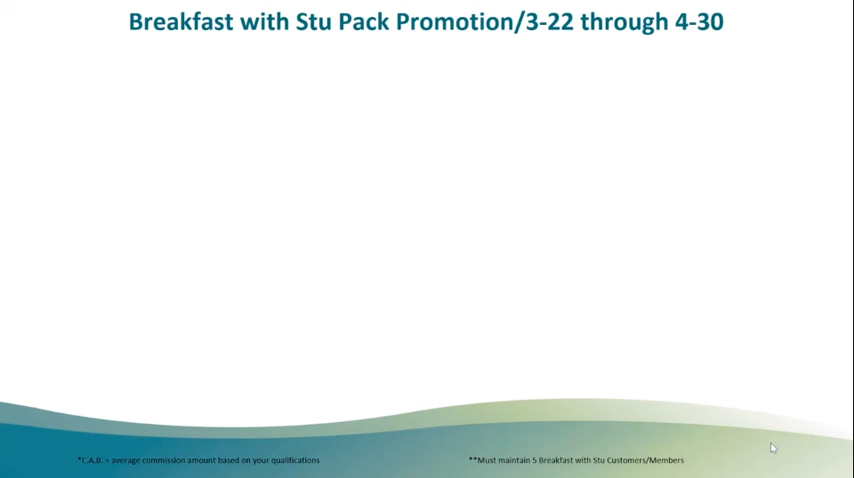 Breakfast with Stu Pack Promotion/3-22 through 4-30
*C.A.B. ÷ average commission amount based on your qualifications
**Must maintain 5 Breakfast with Stu Customers/Members